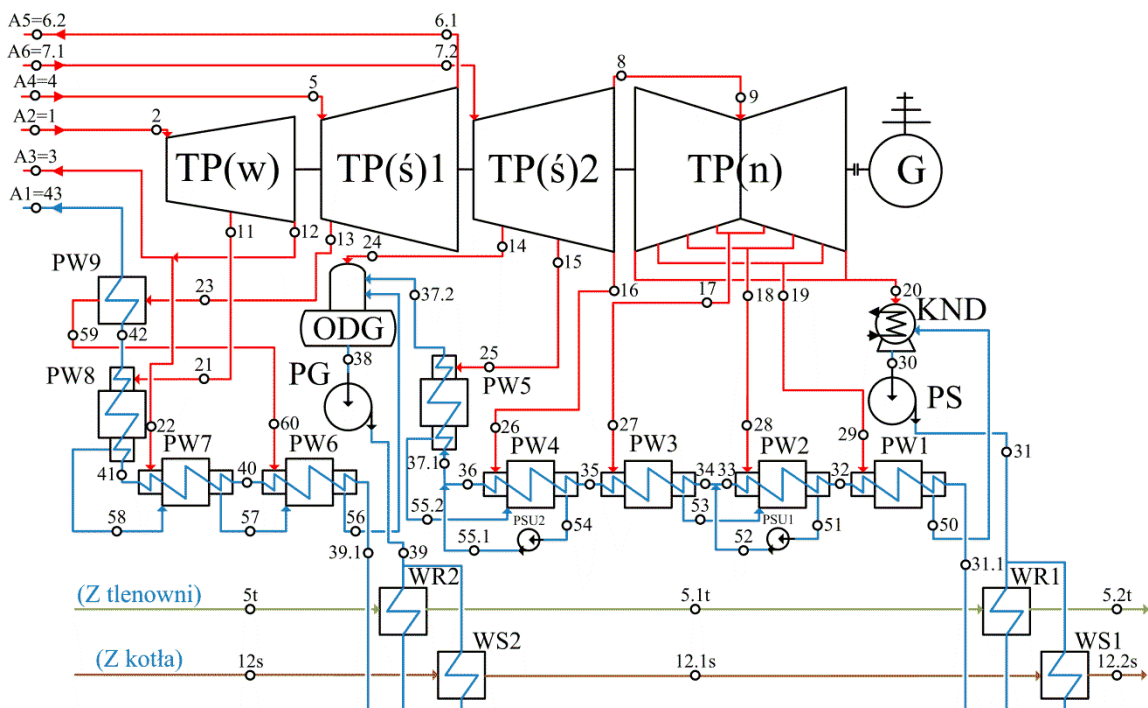 A5=6.2
6.1
A6=7.1
7.2
8
A4=4
5
9
A2=1
2
A3=3
TP(w)
TP(ś)1
TP(ś)2
TP(n)
G
A1=43
11
12
13
24
14
15
16
17
18
19
20
PW9
23
37.2
KND
59
42
ODG
30
PW8
21
38
25
PW5
PG
PS
22
60
26
27
28
29
31
41
PW7
40
PW6
37.1
36
PW4
35
PW3
34
33
PW2
32
PW1
58
57
56
55.2
PSU2
54
53
PSU1
51
50
55.1
52
39.1
39
31.1
WR2
WR1
(Z tlenowni)
5t
5.1t
5.2t
WS2
WS1
(Z kotła)
12s
12.1s
12.2s